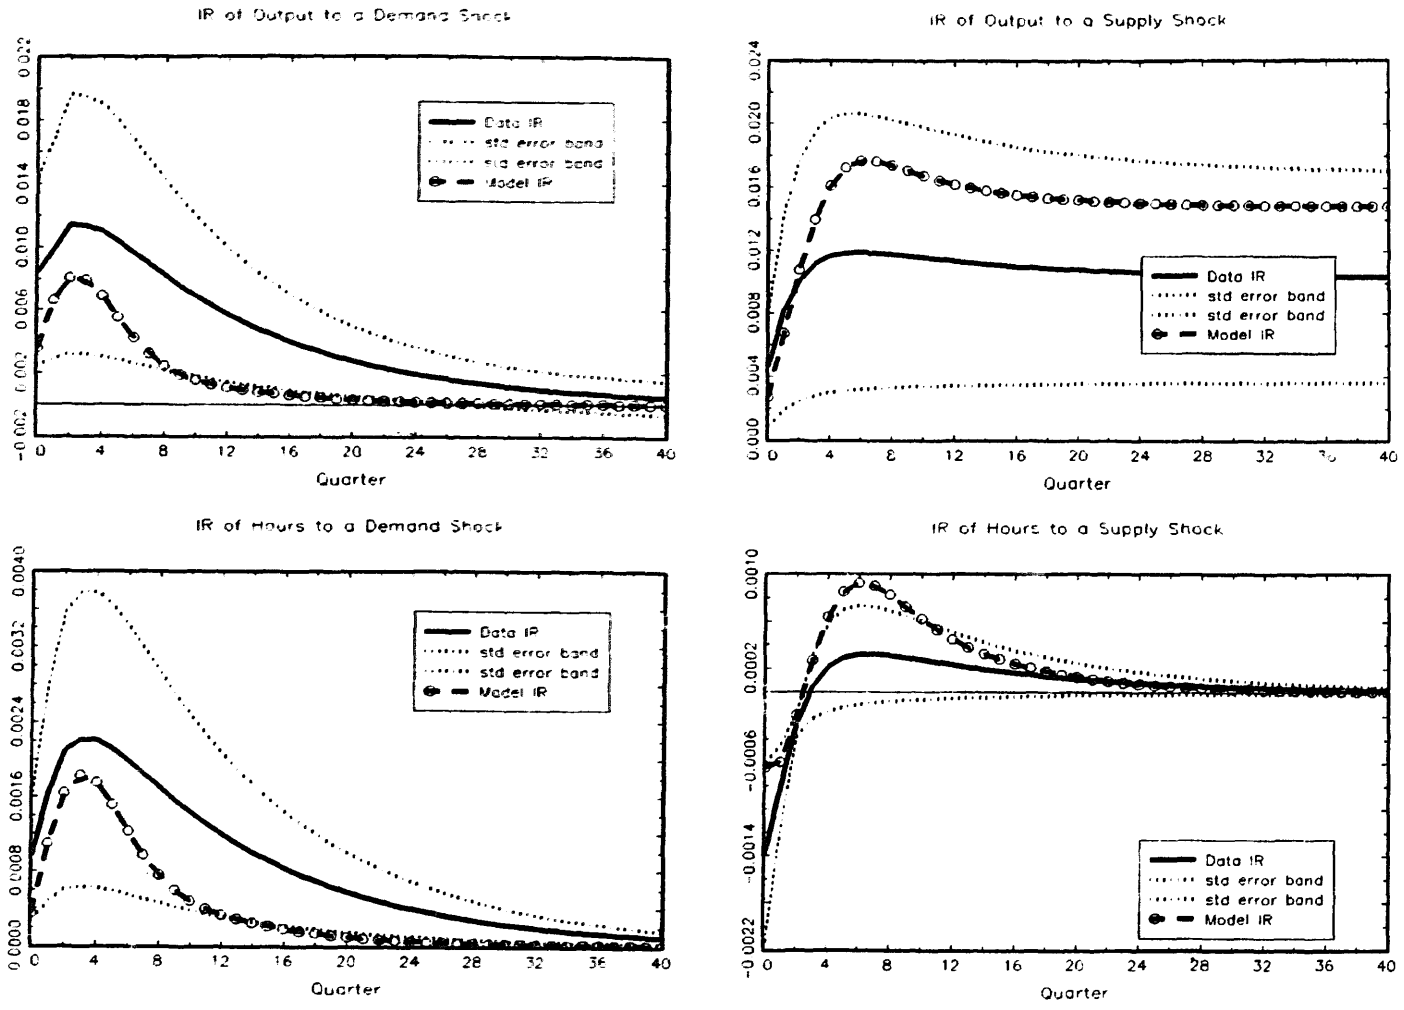 IR of Output to a Demand Shock
0.022
0.018
0.014
0.010
0.006
0.002
-0.002
Data IR
std error band
std error band
Model IR
0 4 8 12 16 20 24 28 32 36 40
Quarter
IR of Output to a Supply Shock
0.024
0.020
0.016
0.012
0.008
0.004
0.000
Data IR
std error band
std error band
Model IR
0 4 8 12 16 20 24 28 32 36 40
Quarter
IR of Hours to a Demand Shock
0.0040
0.0032
0.0024
0.0016
0.0008
0.0000
Data IR
std error band
std error band
Model IR
0 4 8 12 16 20 24 28 32 36 40
Quarter
IR of Hours to a Supply Shock
0.0010
0.0002
-0.0006
-0.0014
-0.0022
Data IR
std error band
std error band
Model IR
0 4 8 12 16 20 24 28 32 36 40
Quarter